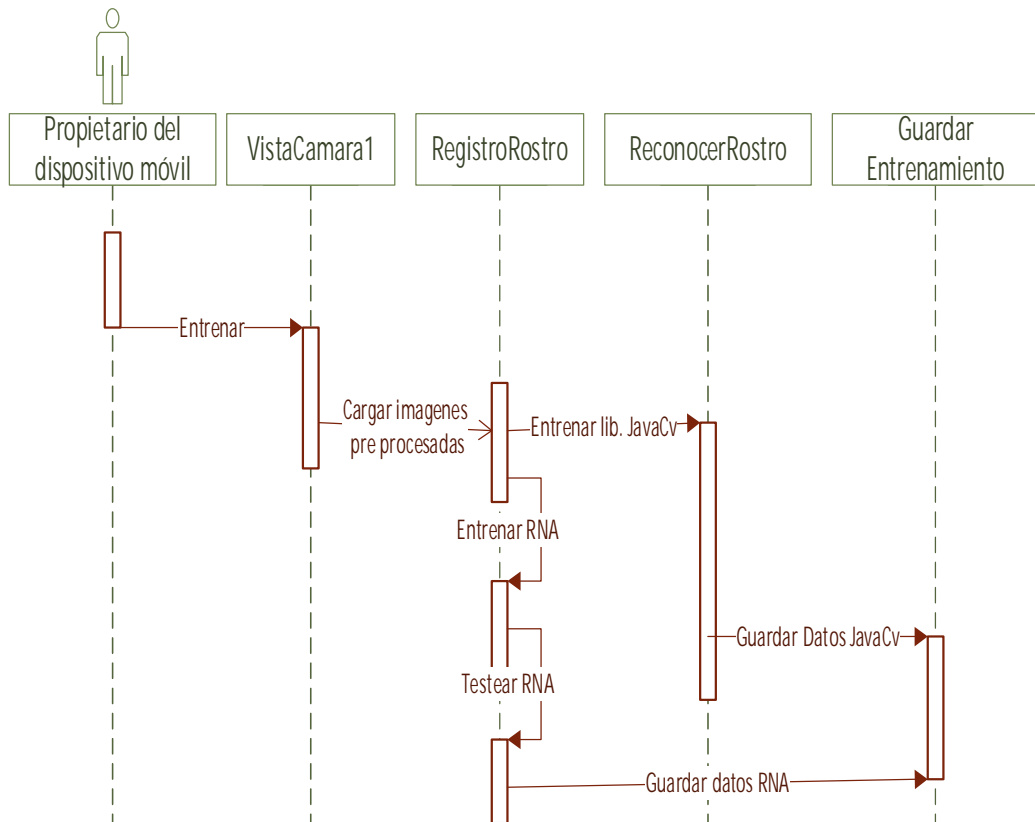 Propietario del
dispositivo móvil
VistaCamara1
RegistroRostro
ReconocerRostro
Guardar
Entrenamiento
Entrenar
Cargar imagenes
pre procesadas
Entrenar lib. JavaCv
Entrenar RNA
Guardar Datos JavaCv
Testear RNA
Guardar datos RNA